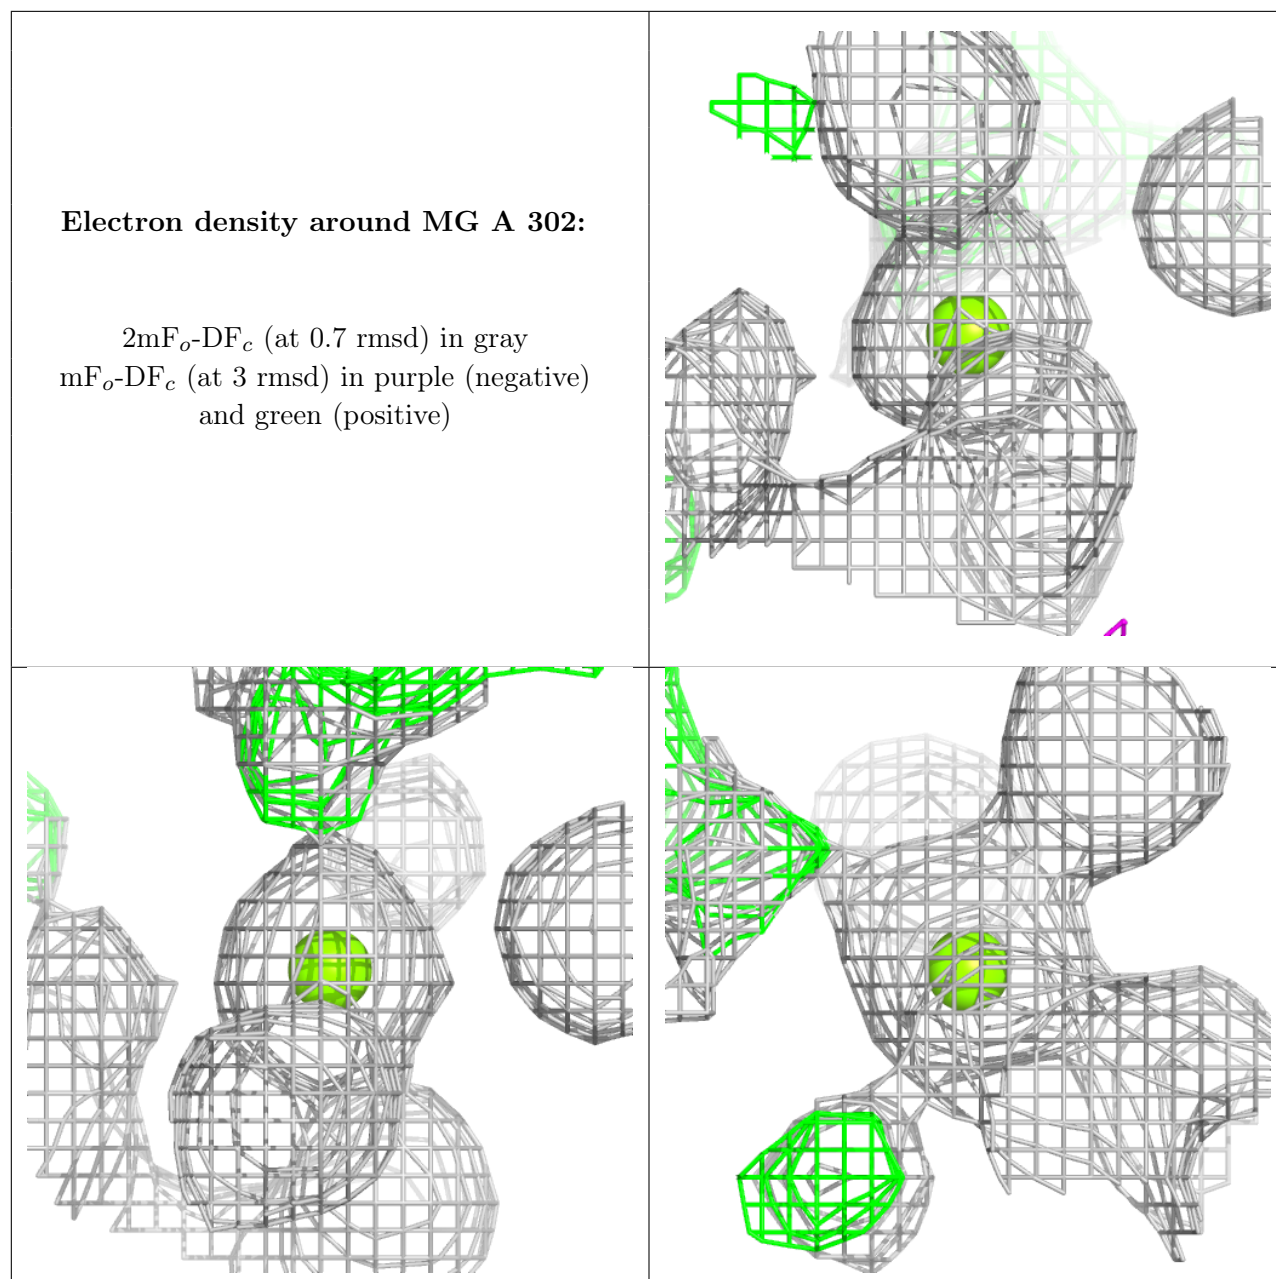 Electron density around MG A 302:
2mFo-DFc (at 0.7 rmsd) in gray
mFo-DFc (at 3 rmsd) in purple (negative)
and green (positive)